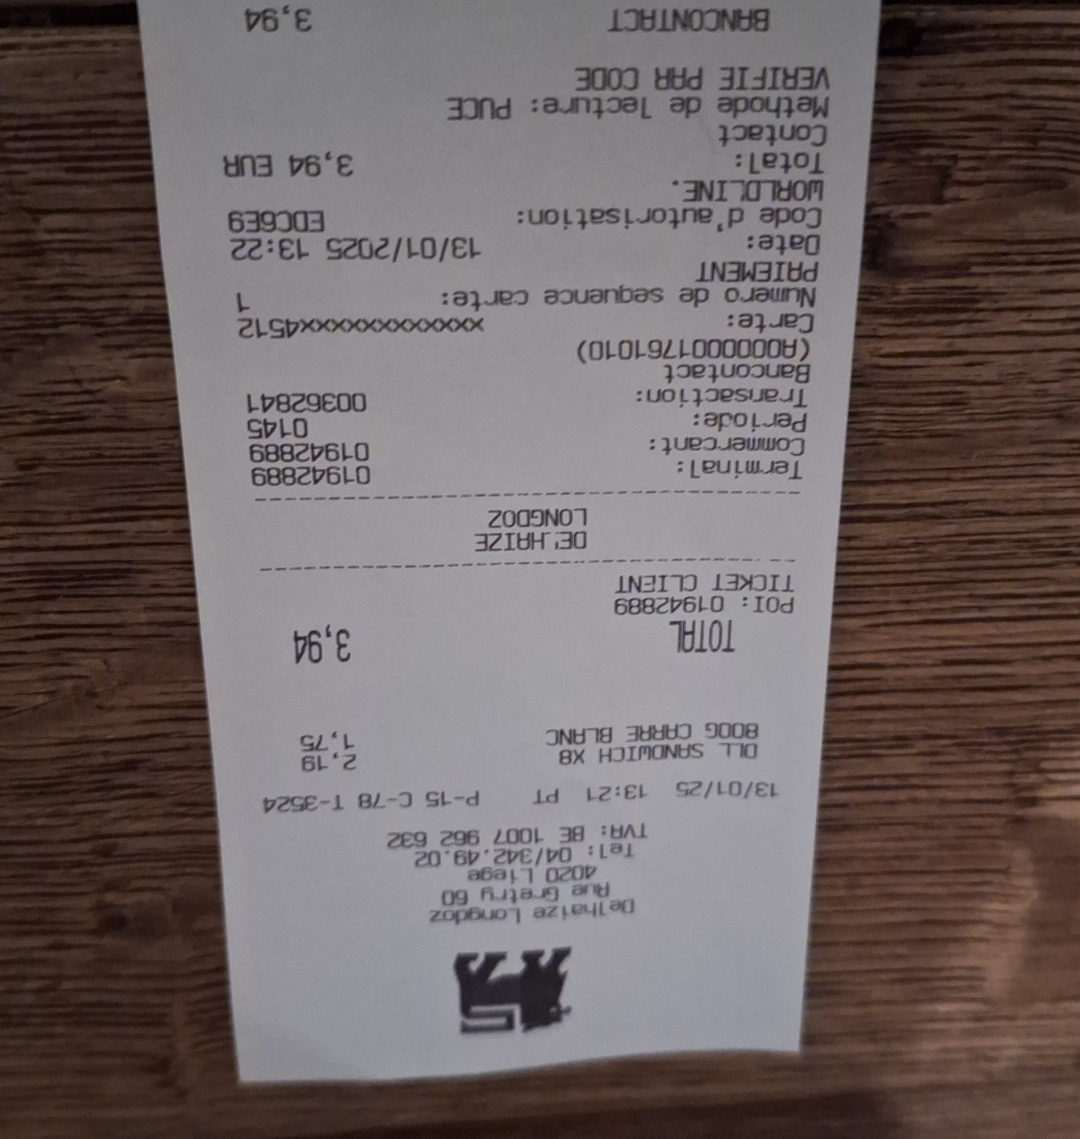 Delhaize Longdoz
Rue Gretry 60
4020 Liege
Tel: 04/342.49.02
TVA: BE 1007 962 632
13/01/25 13:21 PT P-15 C-78 T-3524
DLL SANDWICH X8 2,19
800G CARRE BLANC 1,75
TOTAL 3,94
POI: 01942889
TICKET CLIENT
DELHAIZE
LONGDOZ
Terminal: 01942889
Commercant: 01942889
Periode: 0145
Transaction: 00362841
Bancontact
(A0000001761010)
Carte: xxxxxxxxxxxxx4512
Numero de sequence carte: 1
PAIEMENT
Date: 13/01/2025 13:22
Code d'autorisation: EDC6E9
WORLDLINE.
Total: 3,94 EUR
Contact
Methode de lecture: PUCE
VERIFIE PAR CODE
BANCONTACT 3,94